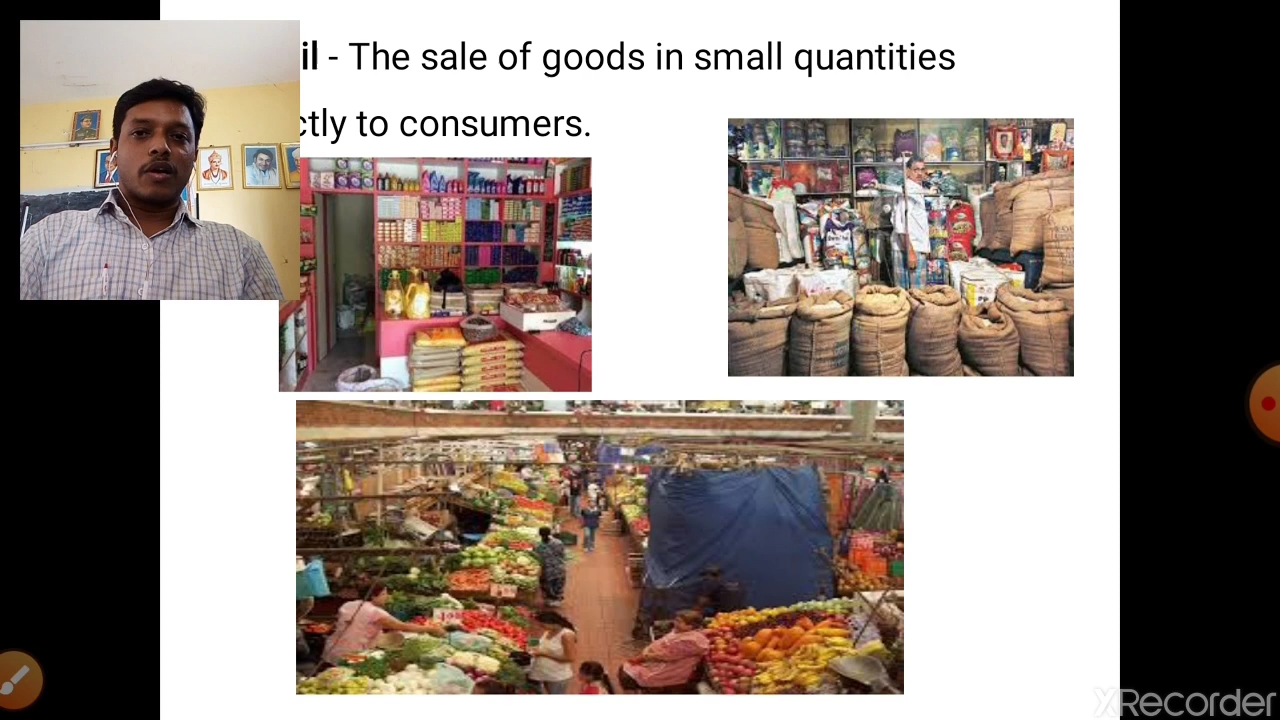 il - The sale of goods in small quantities
ctly to consumers.
XRecorder